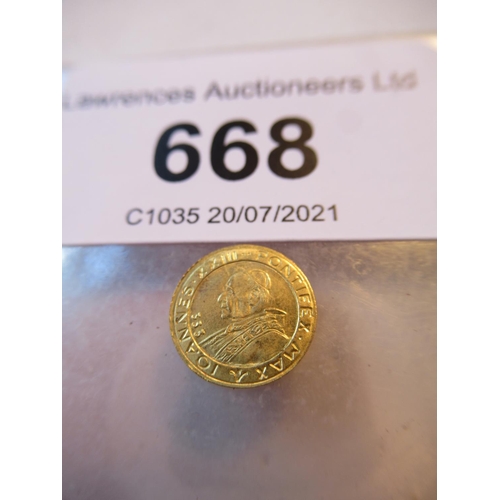 Lawrences Auctioneers Ltd
668
C1035 20/07/2021
IOANNES · XXIII · PONTIFEX · MAX